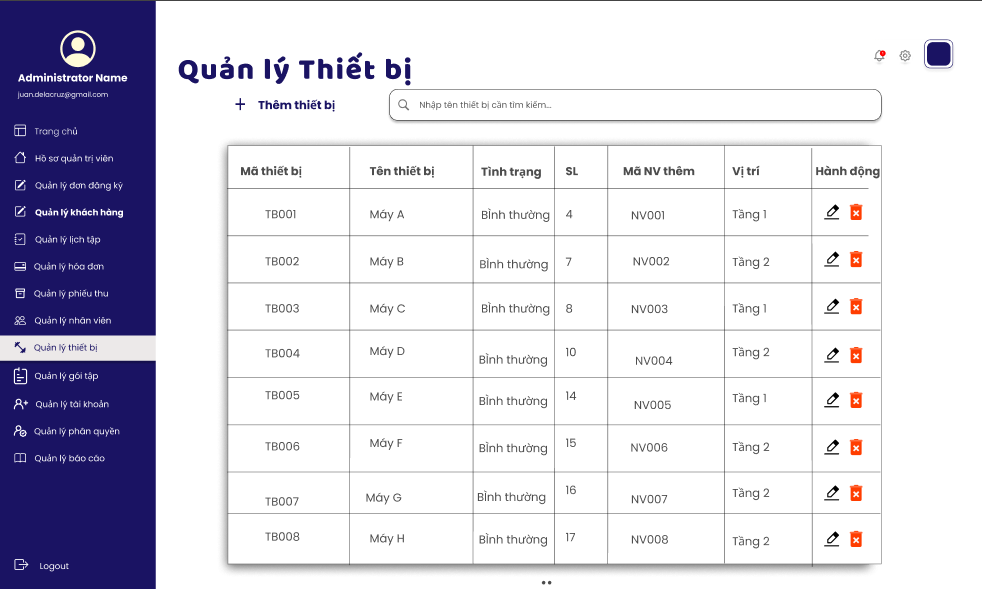 Administrator Name
juan.delacruz@gmail.com
Trang chủ
Hồ sơ quản trị viên
Quản lý đơn đăng ký
Quản lý khách hàng
Quản lý lịch tập
Quản lý hóa đơn
Quản lý phiếu thu
Quản lý nhân viên
Quản lý thiết bị
Quản lý gói tập
Quản lý tài khoản
Quản lý phân quyền
Quản lý báo cáo
Logout
Quản lý Thiết bị
+ Thêm thiết bị
Nhập tên thiết bị cần tìm kiếm...
Mã thiết bị Tên thiết bị Tình trạng SL Mã NV thêm Vị trí Hành động
TB001 Máy A BÌnh thường 4 NV001 Tầng 1
TB002 Máy B BÌnh thường 7 NV002 Tầng 2
TB003 Máy C BÌnh thường 8 NV003 Tầng 1
TB004 Máy D BÌnh thường 10 NV004 Tầng 2
TB005 Máy E BÌnh thường 14 NV005 Tầng 1
TB006 Máy F BÌnh thường 15 NV006 Tầng 2
TB007 Máy G BÌnh thường 16 NV007 Tầng 2
TB008 Máy H BÌnh thường 17 NV008 Tầng 2